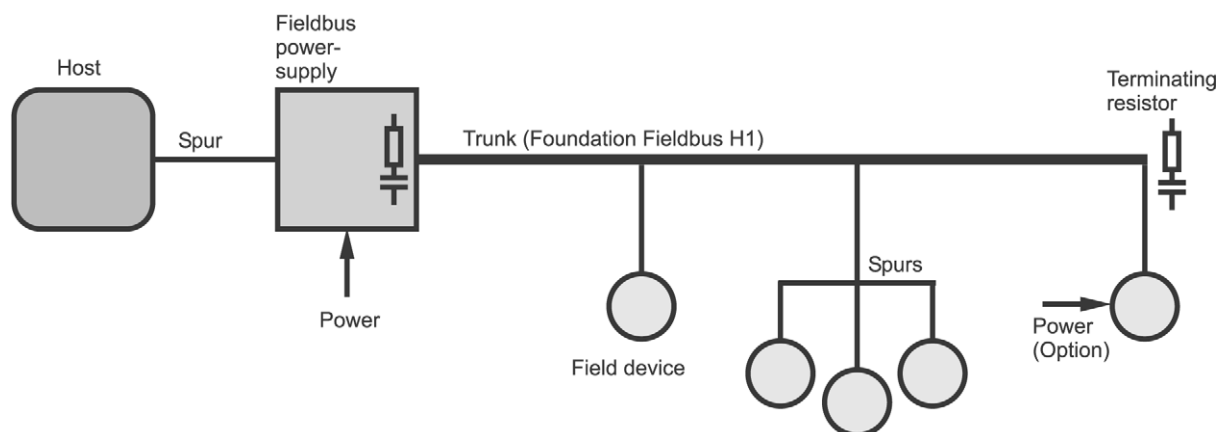 Host
Spur
Fieldbus
power-
supply
Power
Trunk (Foundation Fieldbus H1)
Field device
Spurs
Terminating
resistor
Power
(Option)